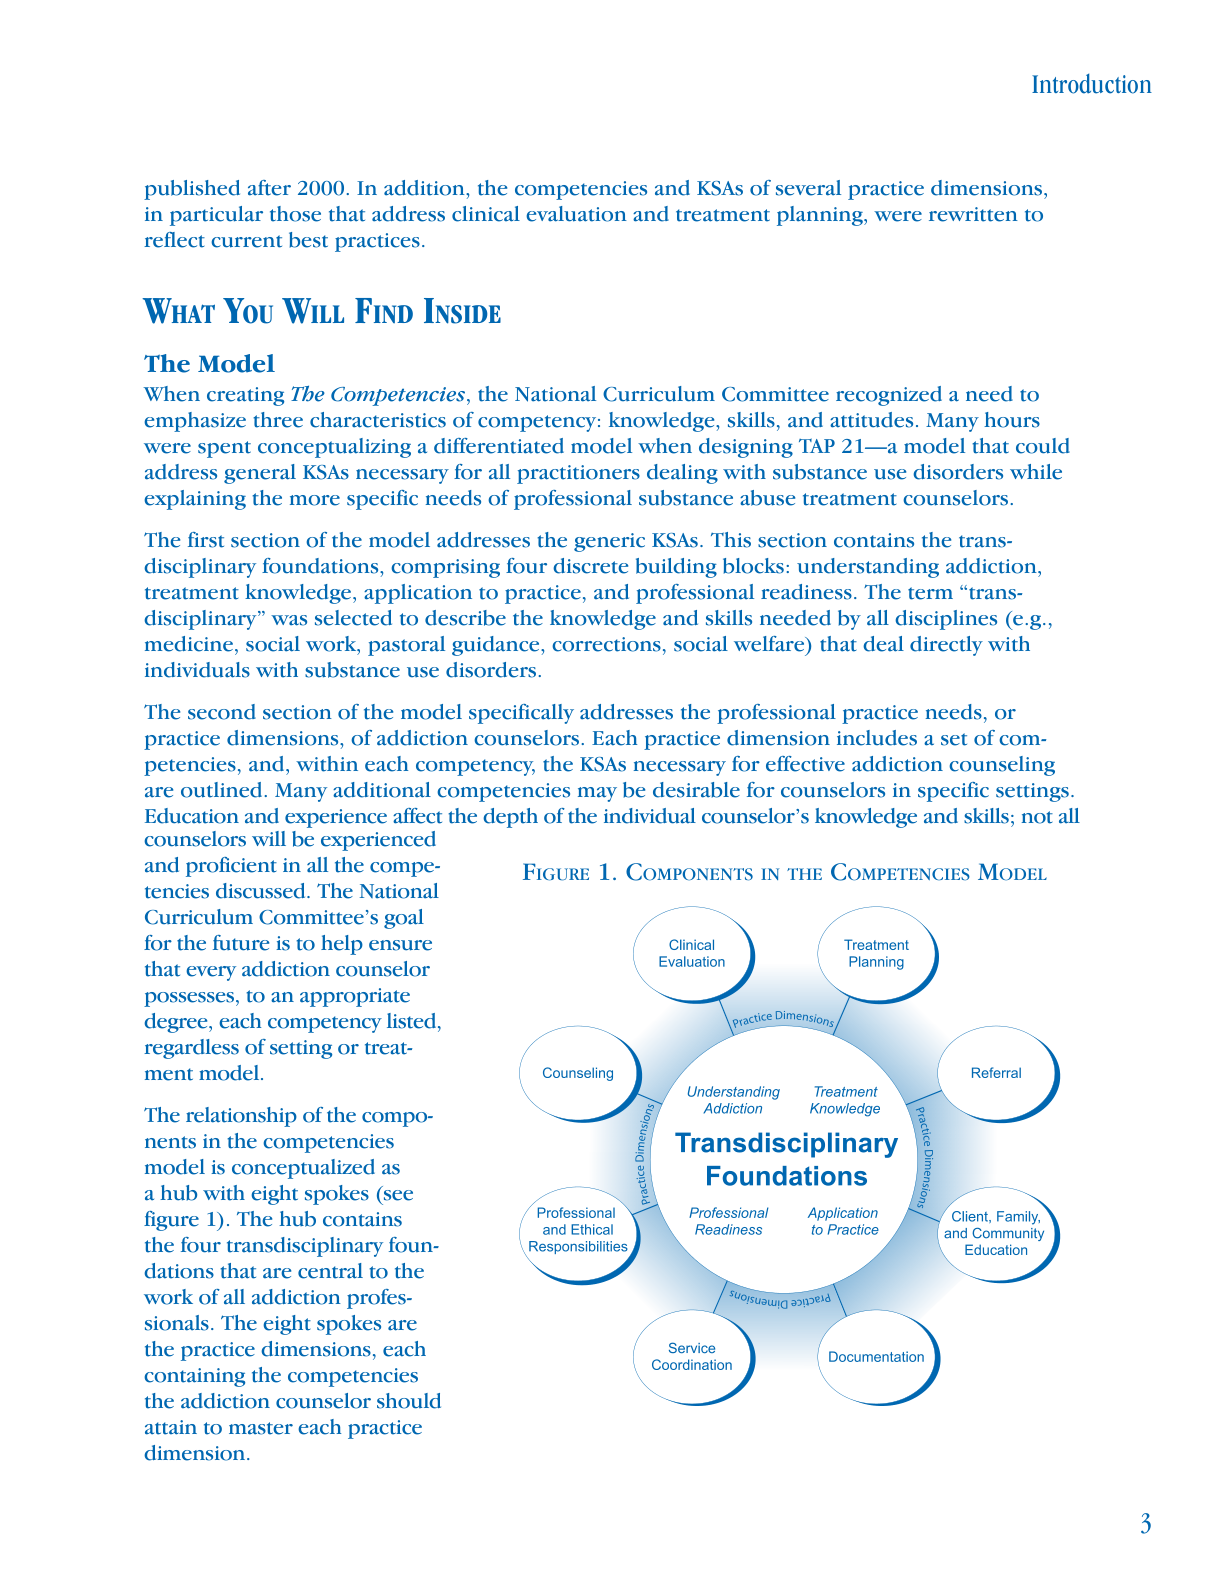 Introduction
published after 2000. In addition, the competencies and KSAs of several practice dimensions,
in particular those that address clinical evaluation and treatment planning, were rewritten to
reflect current best practices.
WHAT YOU WILL FIND INSIDE
The Model
When creating The Competencies, the National Curriculum Committee recognized a need to
emphasize three characteristics of competency: knowledge, skills, and attitudes. Many hours
were spent conceptualizing a differentiated model when designing TAP 21—a model that could
address general KSAs necessary for all practitioners dealing with substance use disorders while
explaining the more specific needs of professional substance abuse treatment counselors.
The first section of the model addresses the generic KSAs. This section contains the trans-
disciplinary foundations, comprising four discrete building blocks: understanding addiction,
treatment knowledge, application to practice, and professional readiness. The term “trans-
disciplinary” was selected to describe the knowledge and skills needed by all disciplines (e.g.,
medicine, social work, pastoral guidance, corrections, social welfare) that deal directly with
individuals with substance use disorders.
The second section of the model specifically addresses the professional practice needs, or
practice dimensions, of addiction counselors. Each practice dimension includes a set of com-
petencies, and, within each competency, the KSAs necessary for effective addiction counseling
are outlined. Many additional competencies may be desirable for counselors in specific settings.
Education and experience affect the depth of the individual counselor’s knowledge and skills; not all
counselors will be experienced
and proficient in all the compe-
tencies discussed. The National
Curriculum Committee’s goal
for the future is to help ensure
that every addiction counselor
possesses, to an appropriate
degree, each competency listed,
regardless of setting or treat-
ment model.
The relationship of the compo-
nents in the competencies
model is conceptualized as
a hub with eight spokes (see
figure 1). The hub contains
the four transdisciplinary foun-
dations that are central to the
work of all addiction profes-
sionals. The eight spokes are
the practice dimensions, each
containing the competencies
the addiction counselor should
attain to master each practice
dimension.
FIGURE 1. COMPONENTS IN THE COMPETENCIES MODEL
Clinical
Evaluation
Treatment
Planning
Practice Dimensions
Counseling
Referral
Understanding
Addiction
Treatment
Knowledge
Practice Dimensions
Practice Dimensions
Transdisciplinary
Foundations
Professional
Readiness
Application
to Practice
Professional
and Ethical
Responsibilities
Client, Family,
and Community
Education
Practice Dimensions
Service
Coordination
Documentation
3